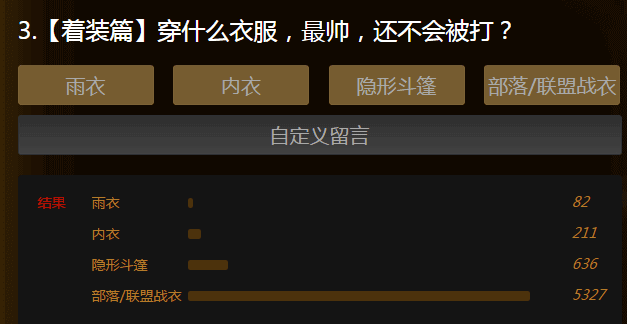 3.【着装篇】穿什么衣服，最帅，还不会被打？
雨衣 内衣 隐形斗篷 部落/联盟战衣
自定义留言
结果 雨衣 82
内衣 211
隐形斗篷 636
部落/联盟战衣 5327